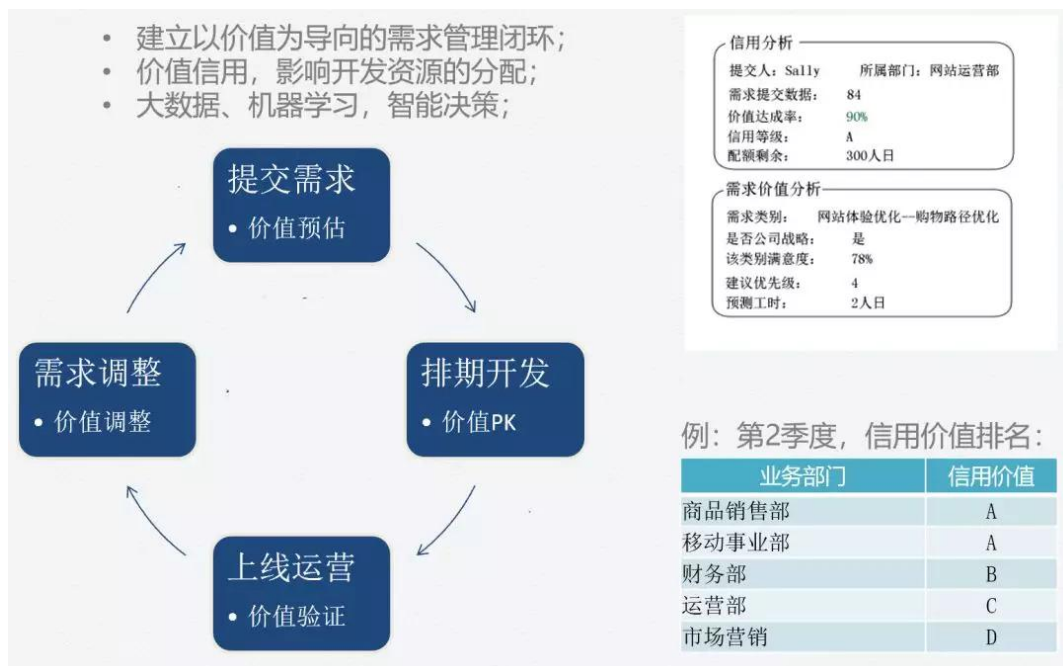 • 建立以价值为导向的需求管理闭环;
• 价值信用，影响开发资源的分配;
• 大数据、机器学习，智能决策;
提交需求
• 价值预估
排期开发
• 价值PK
上线运营
• 价值验证
需求调整
• 价值调整
信用分析
提交人: Sally 所属部门: 网站运营部
需求提交数据: 84
价值达成率: 90%
信用等级: A
配额剩余: 300人日
需求价值分析
需求类别: 网站体验优化—购物路径优化
是否公司战略: 是
该类别满意度: 78%
建议优先级: 4
预测工时: 2人日
例: 第2季度，信用价值排名:
业务部门 信用价值
商品销售部 A
移动事业部 A
财务部 B
运营部 C
市场营销 D